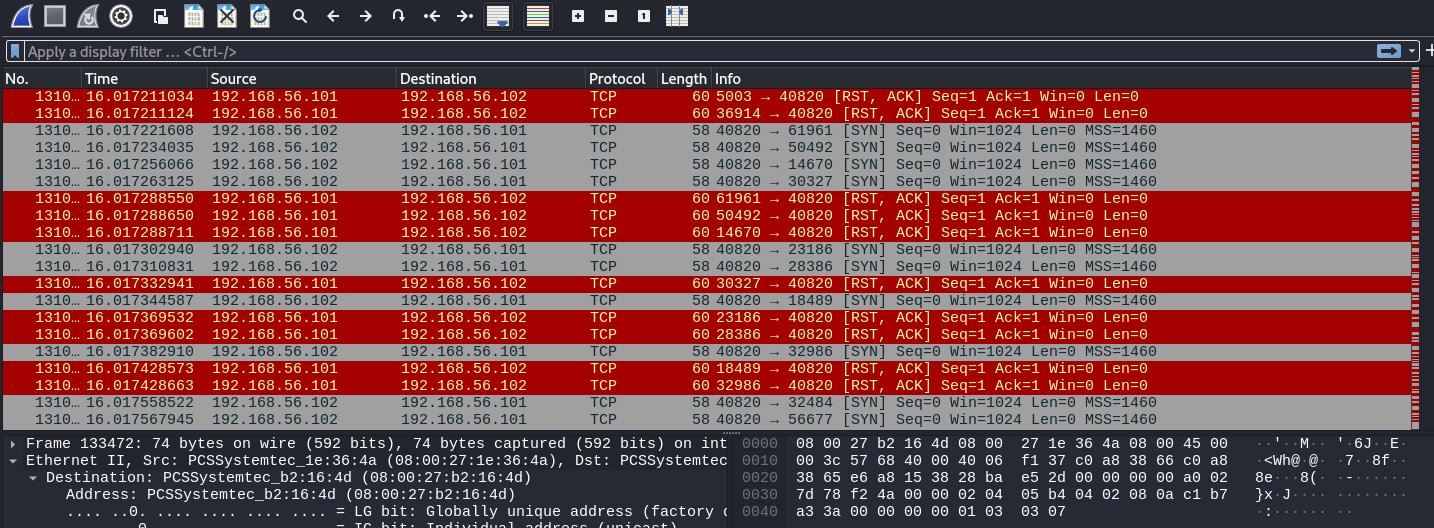 Apply a display filter … <Ctrl-/>
No. Time Source Destination Protocol Length Info
1310… 16.017211034 192.168.56.101 192.168.56.102 TCP 60 5003 → 40820 [RST, ACK] Seq=1 Ack=1 Win=0 Len=0
1310… 16.017211124 192.168.56.101 192.168.56.102 TCP 60 36914 → 40820 [RST, ACK] Seq=1 Ack=1 Win=0 Len=0
1310… 16.017221608 192.168.56.102 192.168.56.101 TCP 58 40820 → 61961 [SYN] Seq=0 Win=1024 Len=0 MSS=1460
1310… 16.017234035 192.168.56.102 192.168.56.101 TCP 58 40820 → 50492 [SYN] Seq=0 Win=1024 Len=0 MSS=1460
1310… 16.017256066 192.168.56.102 192.168.56.101 TCP 58 40820 → 14670 [SYN] Seq=0 Win=1024 Len=0 MSS=1460
1310… 16.017263125 192.168.56.102 192.168.56.101 TCP 58 40820 → 30327 [SYN] Seq=0 Win=1024 Len=0 MSS=1460
1310… 16.017288550 192.168.56.101 192.168.56.102 TCP 60 61961 → 40820 [RST, ACK] Seq=1 Ack=1 Win=0 Len=0
1310… 16.017288650 192.168.56.101 192.168.56.102 TCP 60 50492 → 40820 [RST, ACK] Seq=1 Ack=1 Win=0 Len=0
1310… 16.017288711 192.168.56.101 192.168.56.102 TCP 60 14670 → 40820 [RST, ACK] Seq=1 Ack=1 Win=0 Len=0
1310… 16.017302940 192.168.56.102 192.168.56.101 TCP 58 40820 → 23186 [SYN] Seq=0 Win=1024 Len=0 MSS=1460
1310… 16.017310831 192.168.56.102 192.168.56.101 TCP 58 40820 → 28386 [SYN] Seq=0 Win=1024 Len=0 MSS=1460
1310… 16.017332941 192.168.56.101 192.168.56.102 TCP 60 30327 → 40820 [RST, ACK] Seq=1 Ack=1 Win=0 Len=0
1310… 16.017344587 192.168.56.102 192.168.56.101 TCP 58 40820 → 18489 [SYN] Seq=0 Win=1024 Len=0 MSS=1460
1310… 16.017369532 192.168.56.101 192.168.56.102 TCP 60 23186 → 40820 [RST, ACK] Seq=1 Ack=1 Win=0 Len=0
1310… 16.017369602 192.168.56.101 192.168.56.102 TCP 60 28386 → 40820 [RST, ACK] Seq=1 Ack=1 Win=0 Len=0
1310… 16.017382910 192.168.56.102 192.168.56.101 TCP 58 40820 → 32986 [SYN] Seq=0 Win=1024 Len=0 MSS=1460
1310… 16.017428573 192.168.56.101 192.168.56.102 TCP 60 18489 → 40820 [RST, ACK] Seq=1 Ack=1 Win=0 Len=0
1310… 16.017428663 192.168.56.101 192.168.56.102 TCP 60 32986 → 40820 [RST, ACK] Seq=1 Ack=1 Win=0 Len=0
1310… 16.017558522 192.168.56.102 192.168.56.101 TCP 58 40820 → 32484 [SYN] Seq=0 Win=1024 Len=0 MSS=1460
1310… 16.017567945 192.168.56.102 192.168.56.101 TCP 58 40820 → 56677 [SYN] Seq=0 Win=1024 Len=0 MSS=1460
Frame 133472: 74 bytes on wire (592 bits), 74 bytes captured (592 bits) on int
Ethernet II, Src: PCSSystemtec_1e:36:4a (08:00:27:1e:36:4a), Dst: PCSSystemtec
Destination: PCSSystemtec_b2:16:4d (08:00:27:b2:16:4d)
Address: PCSSystemtec_b2:16:4d (08:00:27:b2:16:4d)
.... ..0. .... .... .... .... = LG bit: Globally unique address (factory d
0000 08 00 27 b2 16 4d 08 00 27 1e 36 4a 08 00 45 00 ··'··M·· '·6J··E·
0010 00 3c 57 68 40 00 40 06 f1 37 c0 a8 38 66 c0 a8 ·<Wh@·@· ·7··8f··
0020 38 65 e6 a8 15 38 28 ba e5 2d 00 00 00 00 a0 02 8e···8(· ·-······
0030 7d 78 f2 4a 00 00 02 04 05 b4 04 02 08 0a c1 b7 }x·J···· ········
0040 a3 3a 00 00 00 00 01 03 03 07 ·:······ ··